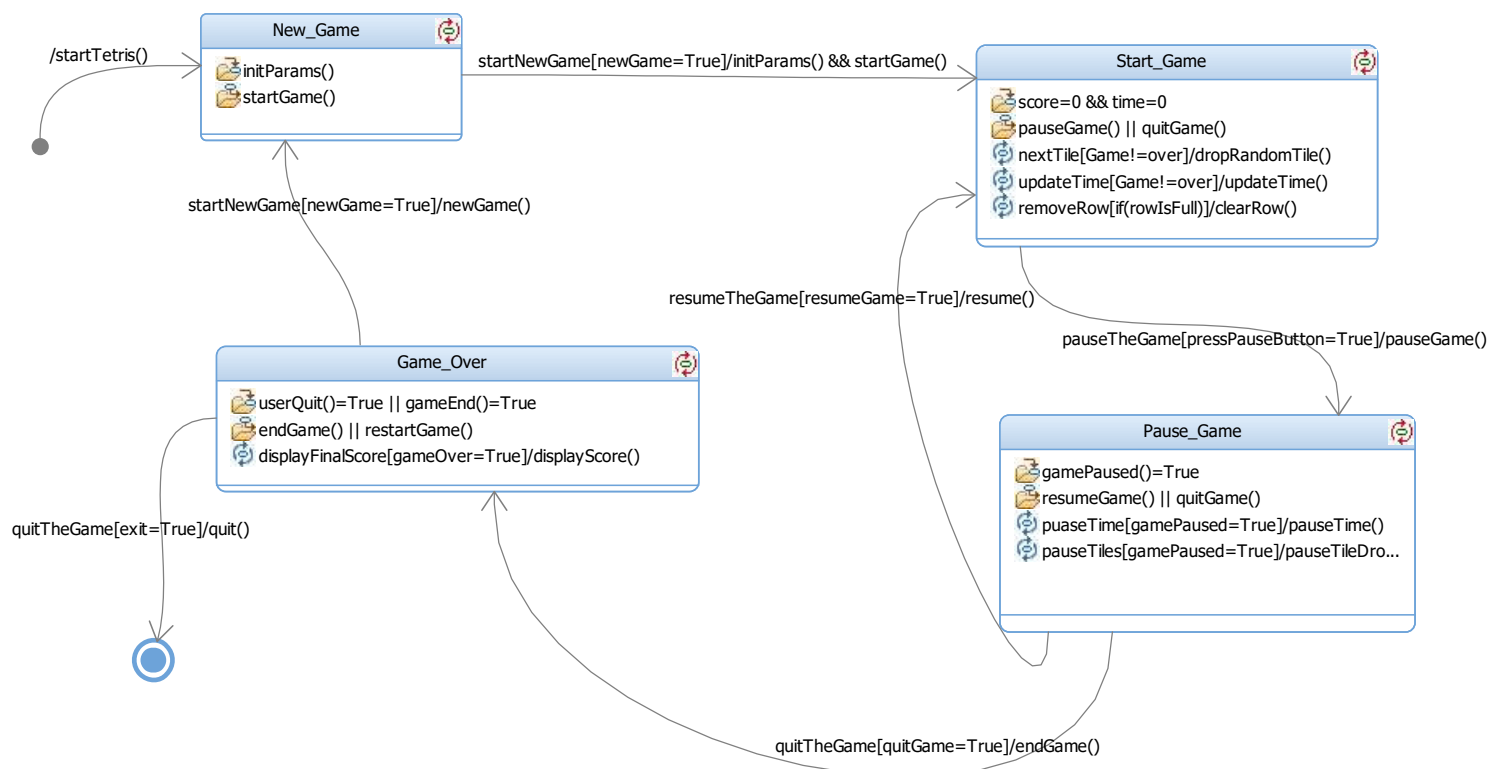 New_Game
/startTetris()
initParams()
startGame()
startNewGame[newGame=True]/initParams() && startGame()
Start_Game
score=0 && time=0
pauseGame() || quitGame()
nextTile[Game!=over]/dropRandomTile()
updateTime[Game!=over]/updateTime()
removeRow[if(rowIsFull)]/clearRow()
startNewGame[newGame=True]/newGame()
resumeTheGame[resumeGame=True]/resume()
pauseTheGame[pressPauseButton=True]/pauseGame()
Game_Over
userQuit()=True || gameEnd()=True
endGame() || restartGame()
displayFinalScore[gameOver=True]/displayScore()
Pause_Game
gamePaused()=True
resumeGame() || quitGame()
puaseTime[gamePaused=True]/pauseTime()
pauseTiles[gamePaused=True]/pauseTileDro...
quitTheGame[exit=True]/quit()
quitTheGame[quitGame=True]/endGame()